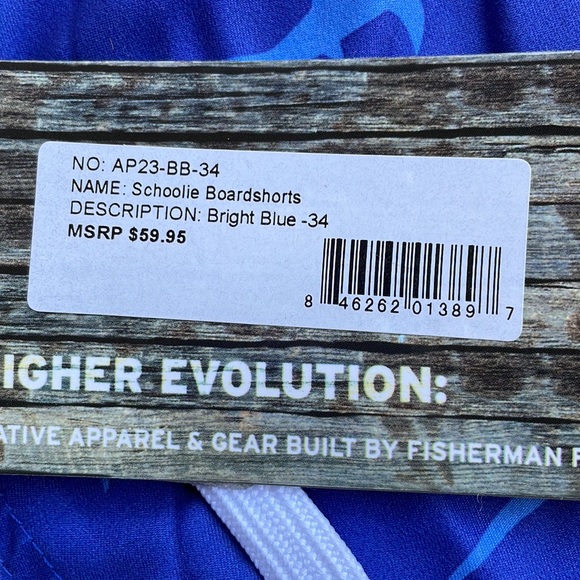 NO: AP23-BB-34
NAME: Schoolie Boardshorts
DESCRIPTION: Bright Blue -34
MSRP $59.95
8 46262 01389 7
IGHER EVOLUTION:
ATIVE APPAREL & GEAR BUILT BY FISHERMAN F